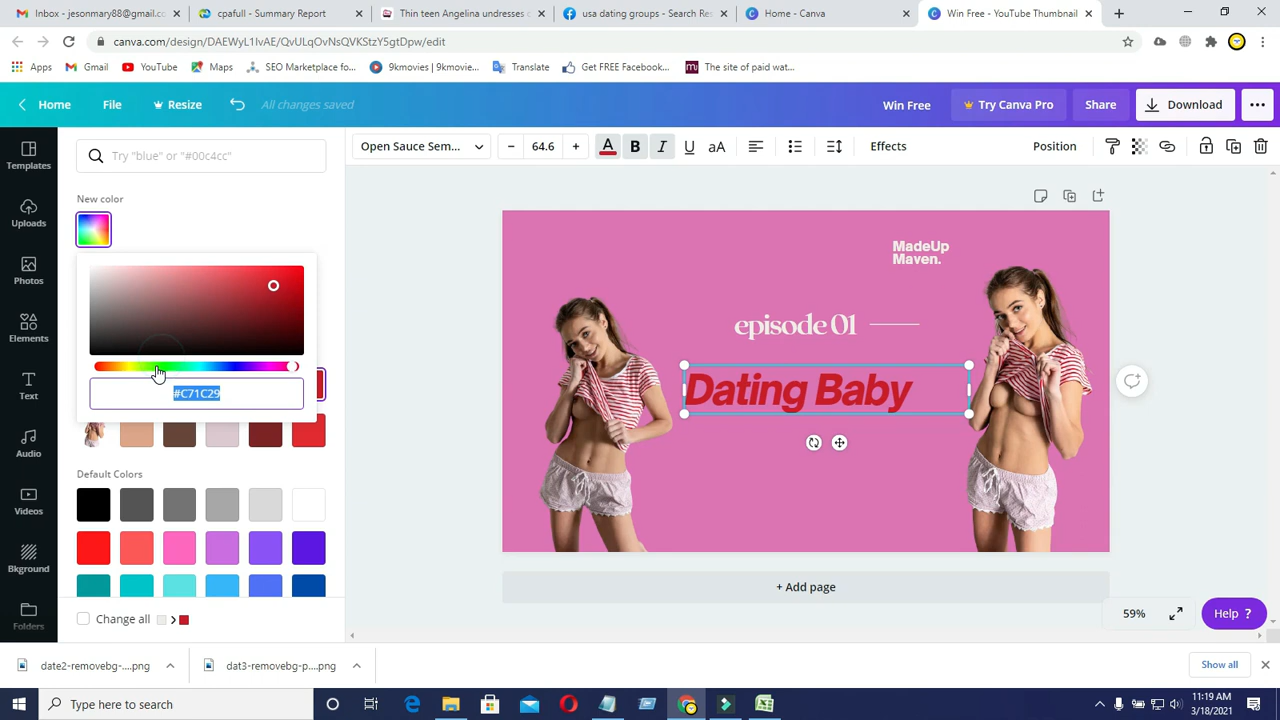 Inbox - jesonmary88@gmail.co
cpafull - Summary Report
Thin teen Angelina undresses o
usa dating groups - Search Res
Home - Canva
Win Free - YouTube Thumbnail
canva.com/design/DAEWyL1IvAE/QvULqOvNsQVKStzY5gtDpw/edit
Apps
Gmail
YouTube
Maps
SEO Marketplace fo...
9kmovies | 9kmovie...
Translate
Get FREE Facebook...
The site of paid wat...
Home
File
Resize
All changes saved
Win Free
Try Canva Pro
Share
Download
Templates
Uploads
Photos
Elements
Text
Audio
Videos
Bkground
Folders
Try "blue" or "#00c4cc"
New color
#C71C29
Default Colors
Change all
Open Sauce Sem...
64.6
A
B
I
U
aA
Effects
Position
MadeUp
Maven.
episode 01
Dating Baby
+ Add page
59%
Help ?
date2-removebg-....png
dat3-removebg-p....png
Show all
Type here to search
11:19 AM
3/18/2021